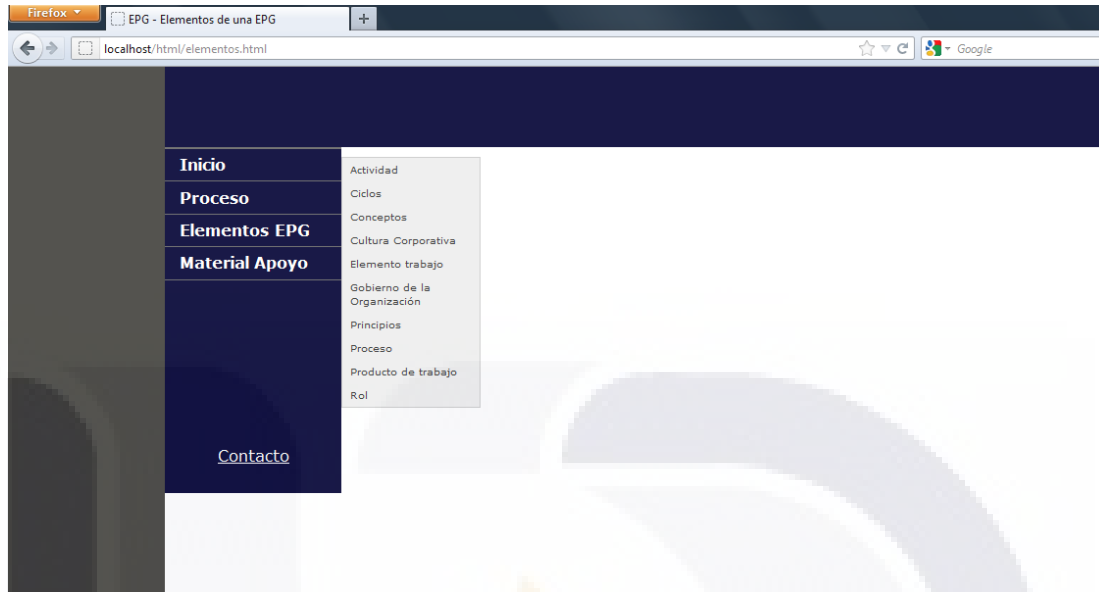 Firefox
EPG - Elementos de una EPG
+
localhost/html/elementos.html
Google
Inicio
Proceso
Elementos EPG
Material Apoyo
Contacto
Actividad
Ciclos
Conceptos
Cultura Corporativa
Elemento trabajo
Gobierno de la
Organización
Principios
Proceso
Producto de trabajo
Rol